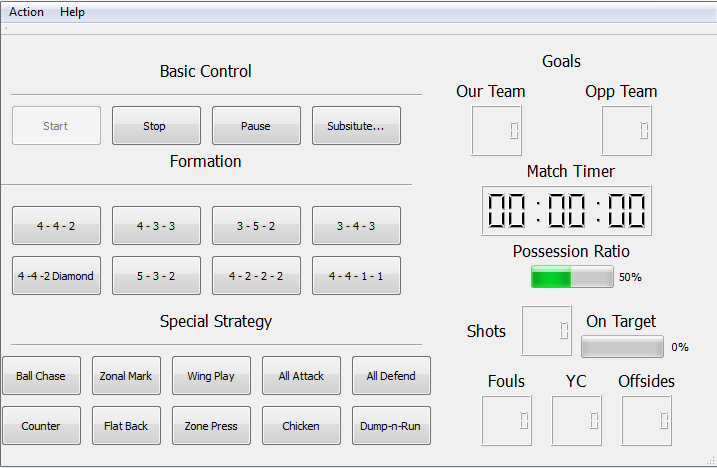 Action Help
Basic Control
Start Stop Pause Subsitute...
Formation
4 - 4 - 2 4 - 3 - 3 3 - 5 - 2 3 - 4 - 3
4 -4 -2 Diamond 5 - 3 - 2 4 - 2 - 2 - 2 4 - 4 - 1 - 1
Special Strategy
Ball Chase Zonal Mark Wing Play All Attack All Defend
Counter Flat Back Zone Press Chicken Dump-n-Run
Goals
Our Team Opp Team
0 0
Match Timer
00:00:00
Possession Ratio
50%
Shots 0 On Target
0%
Fouls YC Offsides
0 0 0